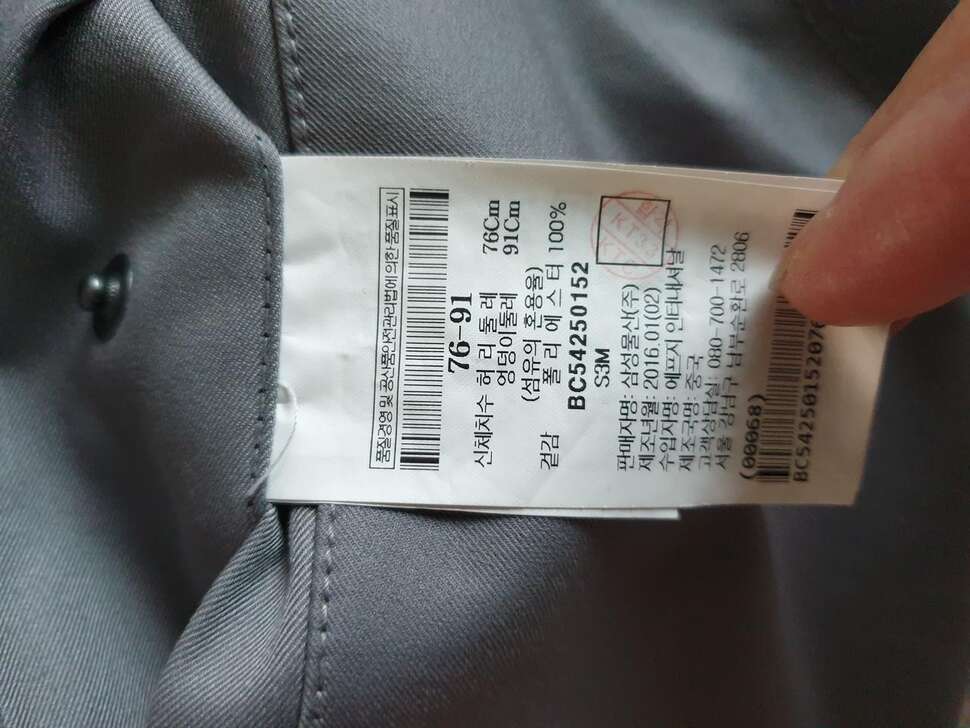 품질경영 및 공산품안전관리법에 의한 품질표시
76-91
신체치수 허 리 둘 레 76Cm
엉덩이둘레 91Cm
(섬유의 혼용율)
겉감 폴 리 에 스 터 100%
BC54250152
S3M
판매자명: 삼성물산(주)
제조년월: 2016.01(02)
수입자명: 에프지 인터내셔날
제조국명: 중국
고객상담실: 080-700-1472
서울 강남구 남부순환로 2806
(00068)